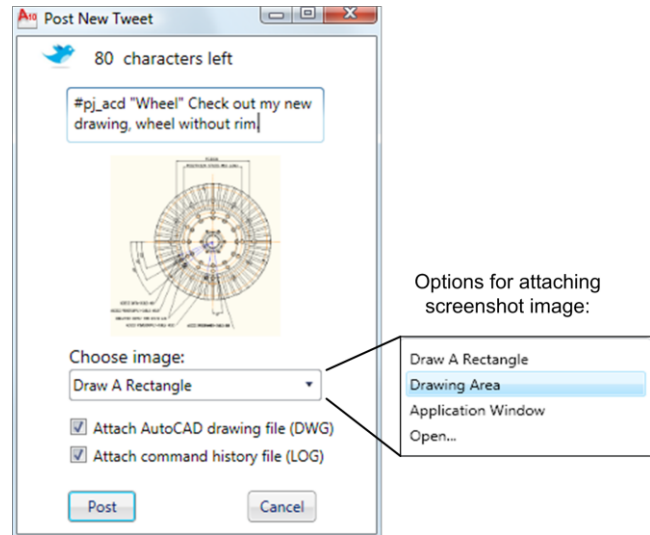 A10 Post New Tweet
80 characters left
#pj_acd "Wheel" Check out my new
drawing, wheel without rim.
Choose image:
Draw A Rectangle
Attach AutoCAD drawing file (DWG)
Attach command history file (LOG)
Post Cancel
Options for attaching
screenshot image:
Draw A Rectangle
Drawing Area
Application Window
Open...